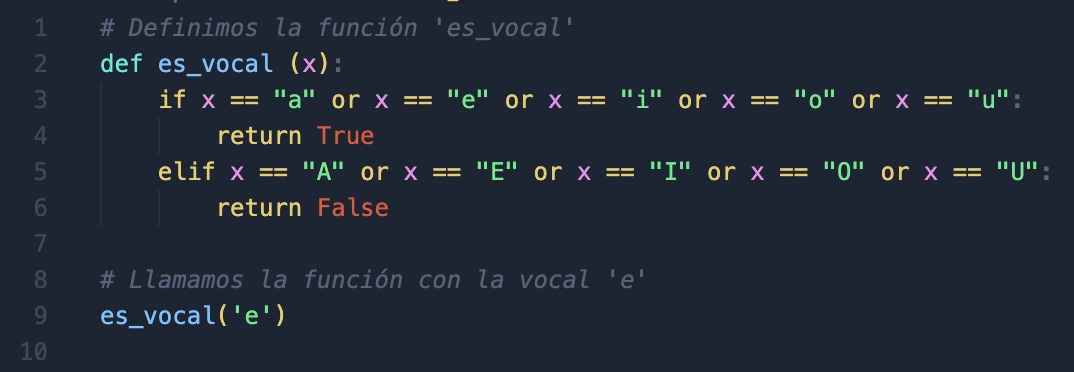 1 # Definimos la función 'es_vocal'
2 def es_vocal (x):
3 if x == "a" or x == "e" or x == "i" or x == "o" or x == "u":
4 return True
5 elif x == "A" or x == "E" or x == "I" or x == "O" or x == "U":
6 return False
7
8 # Llamamos la función con la vocal 'e'
9 es_vocal('e')
10